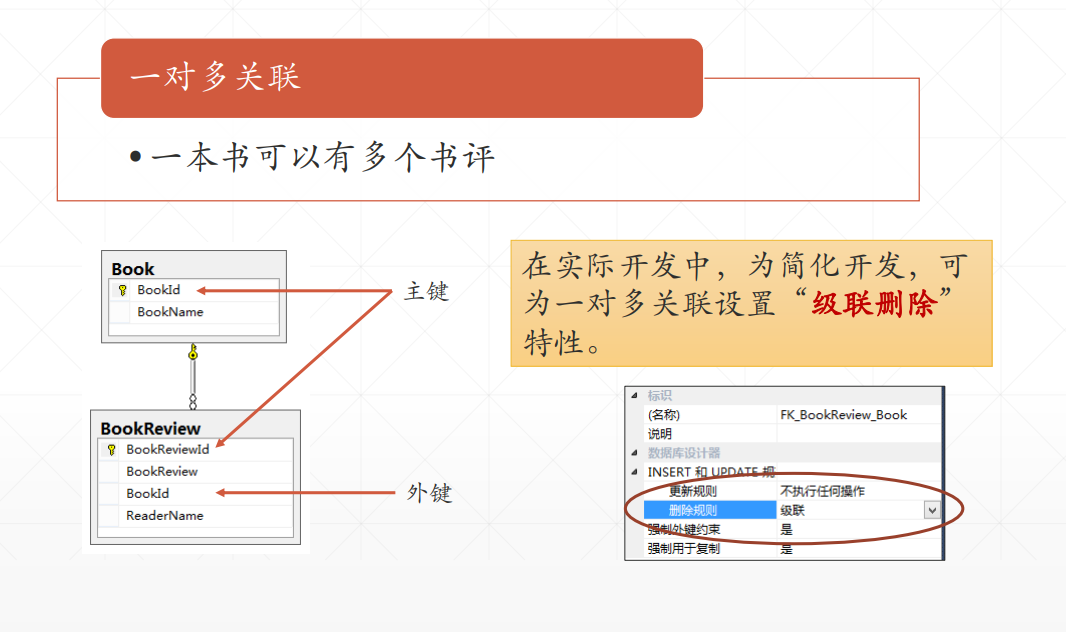 一对多关联
•一本书可以有多个书评
Book
BookId
BookName
主键
BookReview
BookReviewId
BookReview
BookId
ReaderName
外键
在实际开发中，为简化开发，可
为一对多关联设置“级联删除”
特性。
标识
(名称) FK_BookReview_Book
说明
数据库设计器
INSERT 和 UPDATE 规
更新规则 不执行任何操作
删除规则 级联
强制外键约束 是
强制用于复制 是